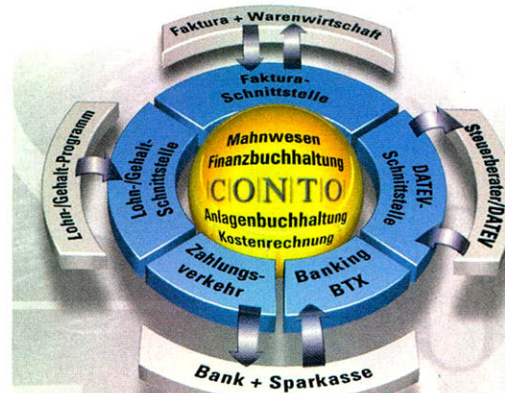 Faktura + Warenwirtschaft
Faktura-
Schnittstelle
Lohn-/Gehalt-Programm
Lohn-/Gehalt-
Schnittstelle
Mahnwesen
Finanzbuchhaltung
CONTO
Anlagenbuchhaltung
Kostenrechnung
DATEV-
Schnittstelle
Steuerberater/DATEV
Zahlungs-
verkehr
Banking
BTX
Bank + Sparkasse